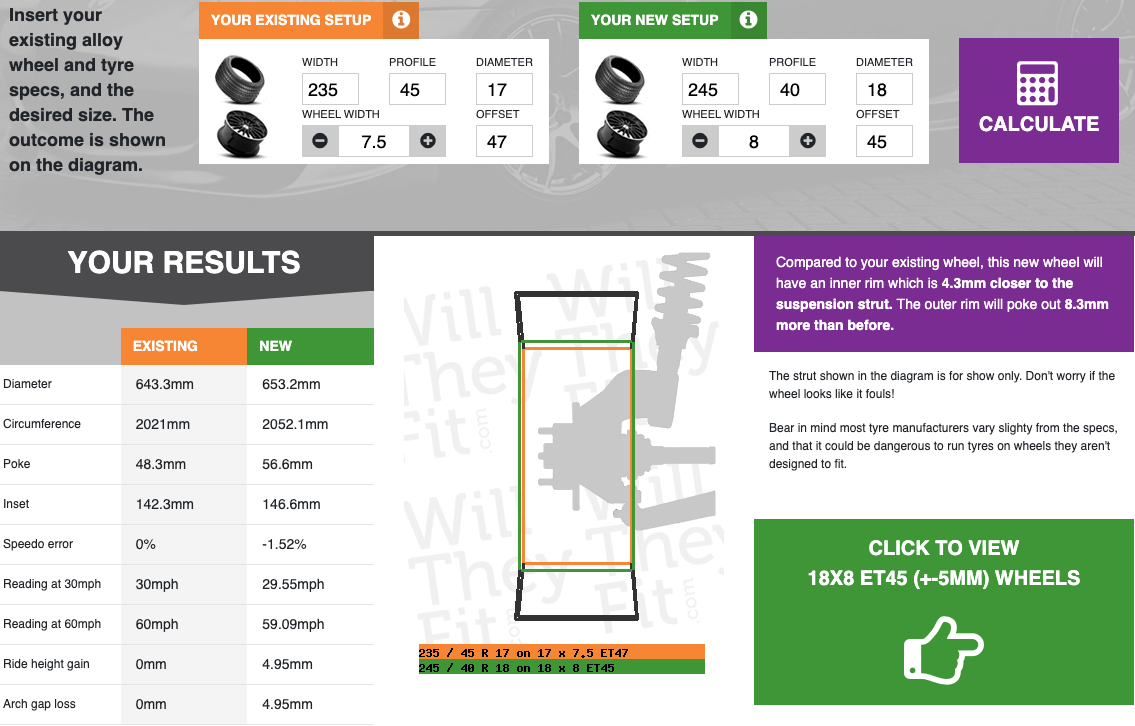 Insert your
existing alloy
wheel and tyre
specs, and the
desired size. The
outcome is shown
on the diagram.
YOUR EXISTING SETUP
WIDTH PROFILE DIAMETER
235 45 17
WHEEL WIDTH OFFSET
7.5 47
YOUR NEW SETUP
WIDTH PROFILE DIAMETER
245 40 18
WHEEL WIDTH OFFSET
8 45
CALCULATE
YOUR RESULTS
EXISTING NEW
Diameter 643.3mm 653.2mm
Circumference 2021mm 2052.1mm
Poke 48.3mm 56.6mm
Inset 142.3mm 146.6mm
Speedo error 0% -1.52%
Reading at 30mph 30mph 29.55mph
Reading at 60mph 60mph 59.09mph
Ride height gain 0mm 4.95mm
Arch gap loss 0mm 4.95mm
Will Will
They They
Fit Fit
.com
Will Will
They They
Fit Fit
.com .com
235 / 45 R 17 on 17 x 7.5 ET47
245 / 40 R 18 on 18 x 8 ET45
Compared to your existing wheel, this new wheel will
have an inner rim which is 4.3mm closer to the
suspension strut. The outer rim will poke out 8.3mm
more than before.
The strut shown in the diagram is for show only. Don't worry if the
wheel looks like it fouls!
Bear in mind most tyre manufacturers vary slighty from the specs,
and that it could be dangerous to run tyres on wheels they aren't
designed to fit.
CLICK TO VIEW
18X8 ET45 (+-5MM) WHEELS